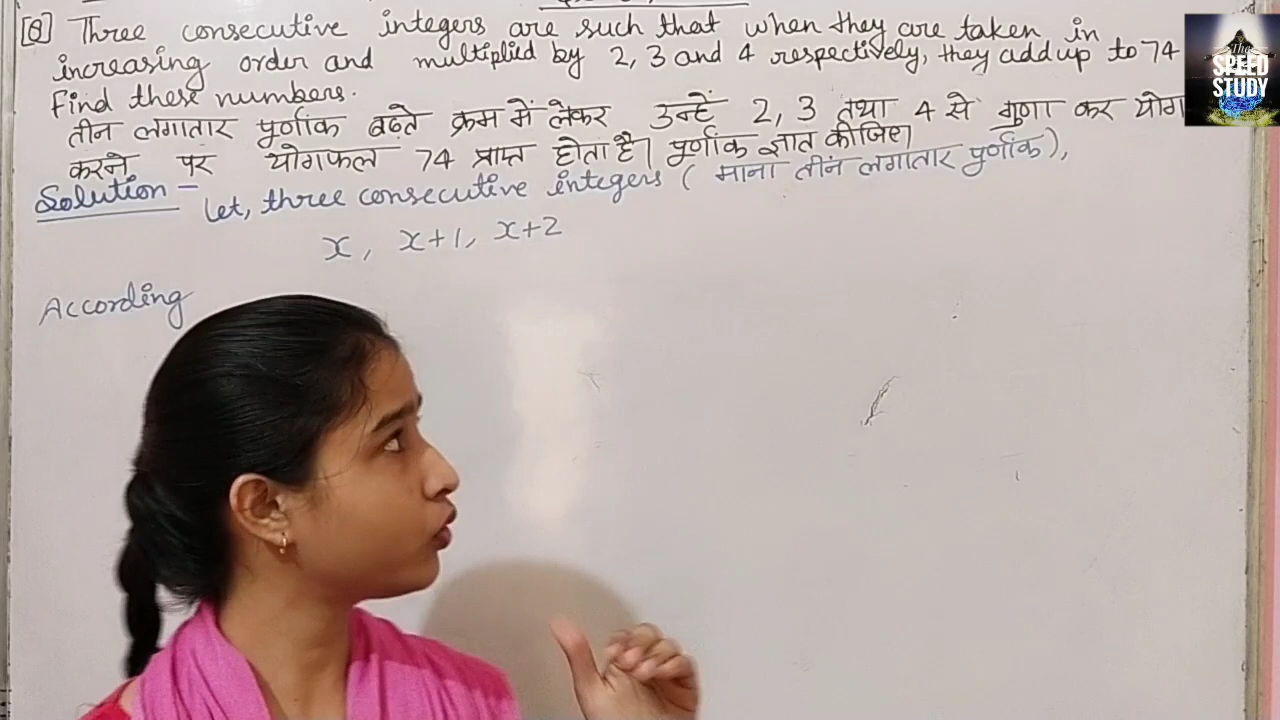 [Q] Three consecutive integers are such that when they are taken in
increasing order and multiplied by 2, 3 and 4 respectively, they add up to 74
Find these numbers.
तीन लगातार पूर्णांक बढ़ते क्रम में लेकर उन्हें 2, 3 तथा 4 से गुणा कर योग
करने पर योगफल 74 प्राप्त होता है। पूर्णांक ज्ञात कीजिए।
Solution - Let, three consecutive integers ( माना तीन लगातार पूर्णांक ),
x, x+1, x+2
According
The
SPEED
STUDY